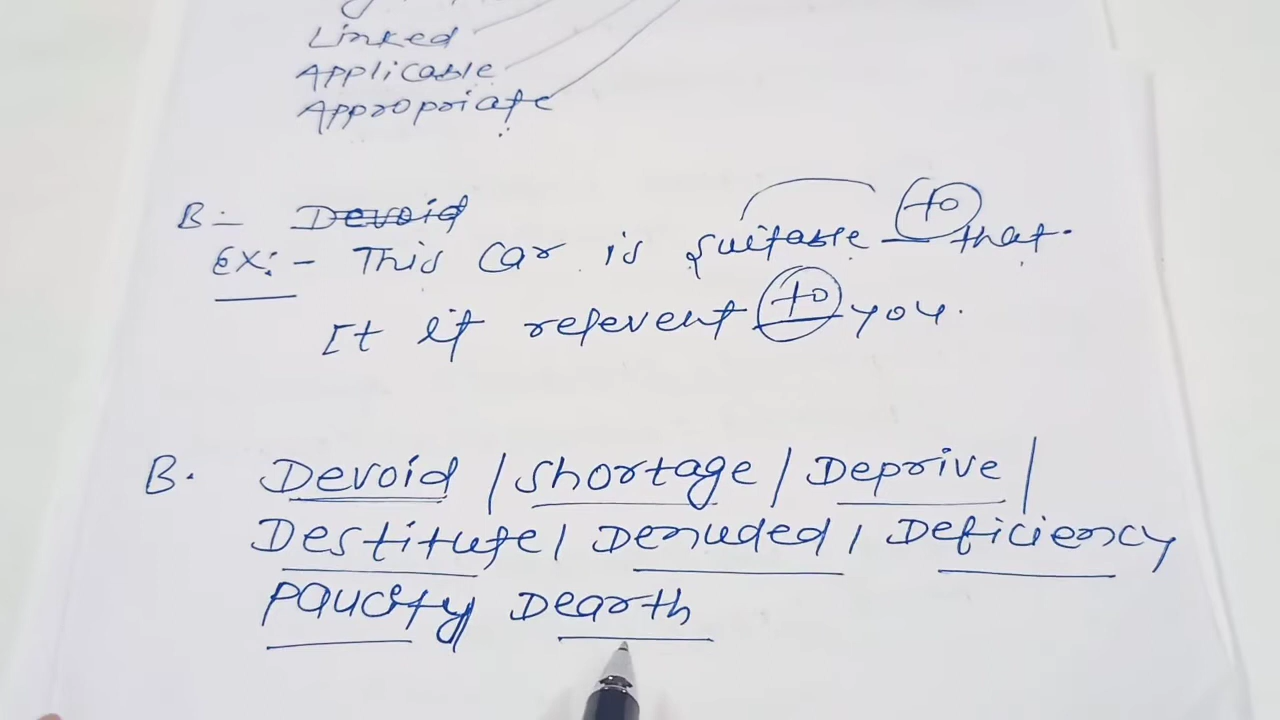 Linked
Applicable
Appropriate
B:- Devoid
Ex:- This car is suitable to that.
It is relevent to you.
B. Devoid / Shortage / Deprive /
Destitute / Denuded / Deficiency
Paucity Dearth